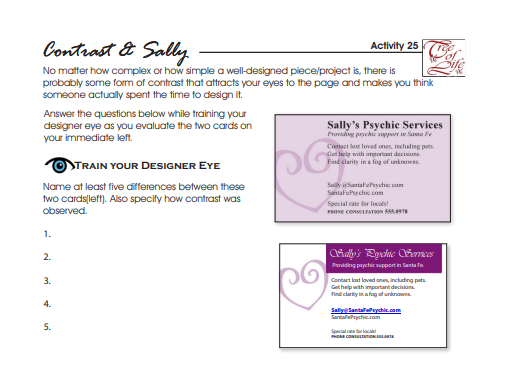 Contrast & Sally
Activity 25
Tree
of
Life
No matter how complex or how simple a well-designed piece/project is, there is
probably some form of contrast that attracts your eyes to the page and makes you think
someone actually spent the time to design it.
Answer the questions below while training your
designer eye as you evaluate the two cards on
your immediate left.
Train your Designer Eye
Name at least five differences between these
two cards(left). Also specify how contrast was
observed.
1.
2.
3.
4.
5.
Sally's Psychic Services
Providing psychic support in Santa Fe
Contact lost loved ones, including pets.
Get help with important decisions.
Find clarity in a fog of unknowns.
Sally@SantaFePsychic.com
SantaFePsychic.com
Special rate for locals!
PHONE CONSULTATION 555.0978
Sally's Psychic Services
Providing psychic support in Santa Fe.
Contact lost loved ones, including pets.
Get help with important decisions.
Find clarity in a fog of unknowns.
Sally@SantaFePsychic.com
SantaFePsychic.com
Special rate for locals!
PHONE CONSULTATION 555.0978